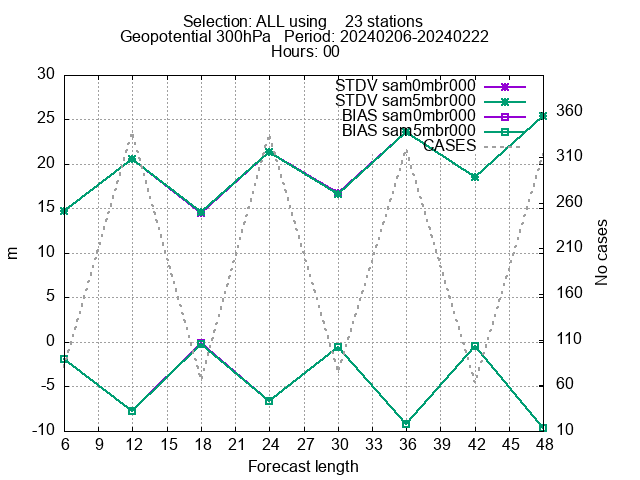 Selection: ALL using    23 stations
Geopotential 300hPa   Period: 20240206-20240222
Hours: 00
STDV sam0mbr000
STDV sam5mbr000
BIAS sam0mbr000
BIAS sam5mbr000
CASES
30
25
20
15
10
5
0
-5
-10
m
360
310
260
210
160
110
60
10
No cases
6 9 12 15 18 21 24 27 30 33 36 39 42 45 48
Forecast length